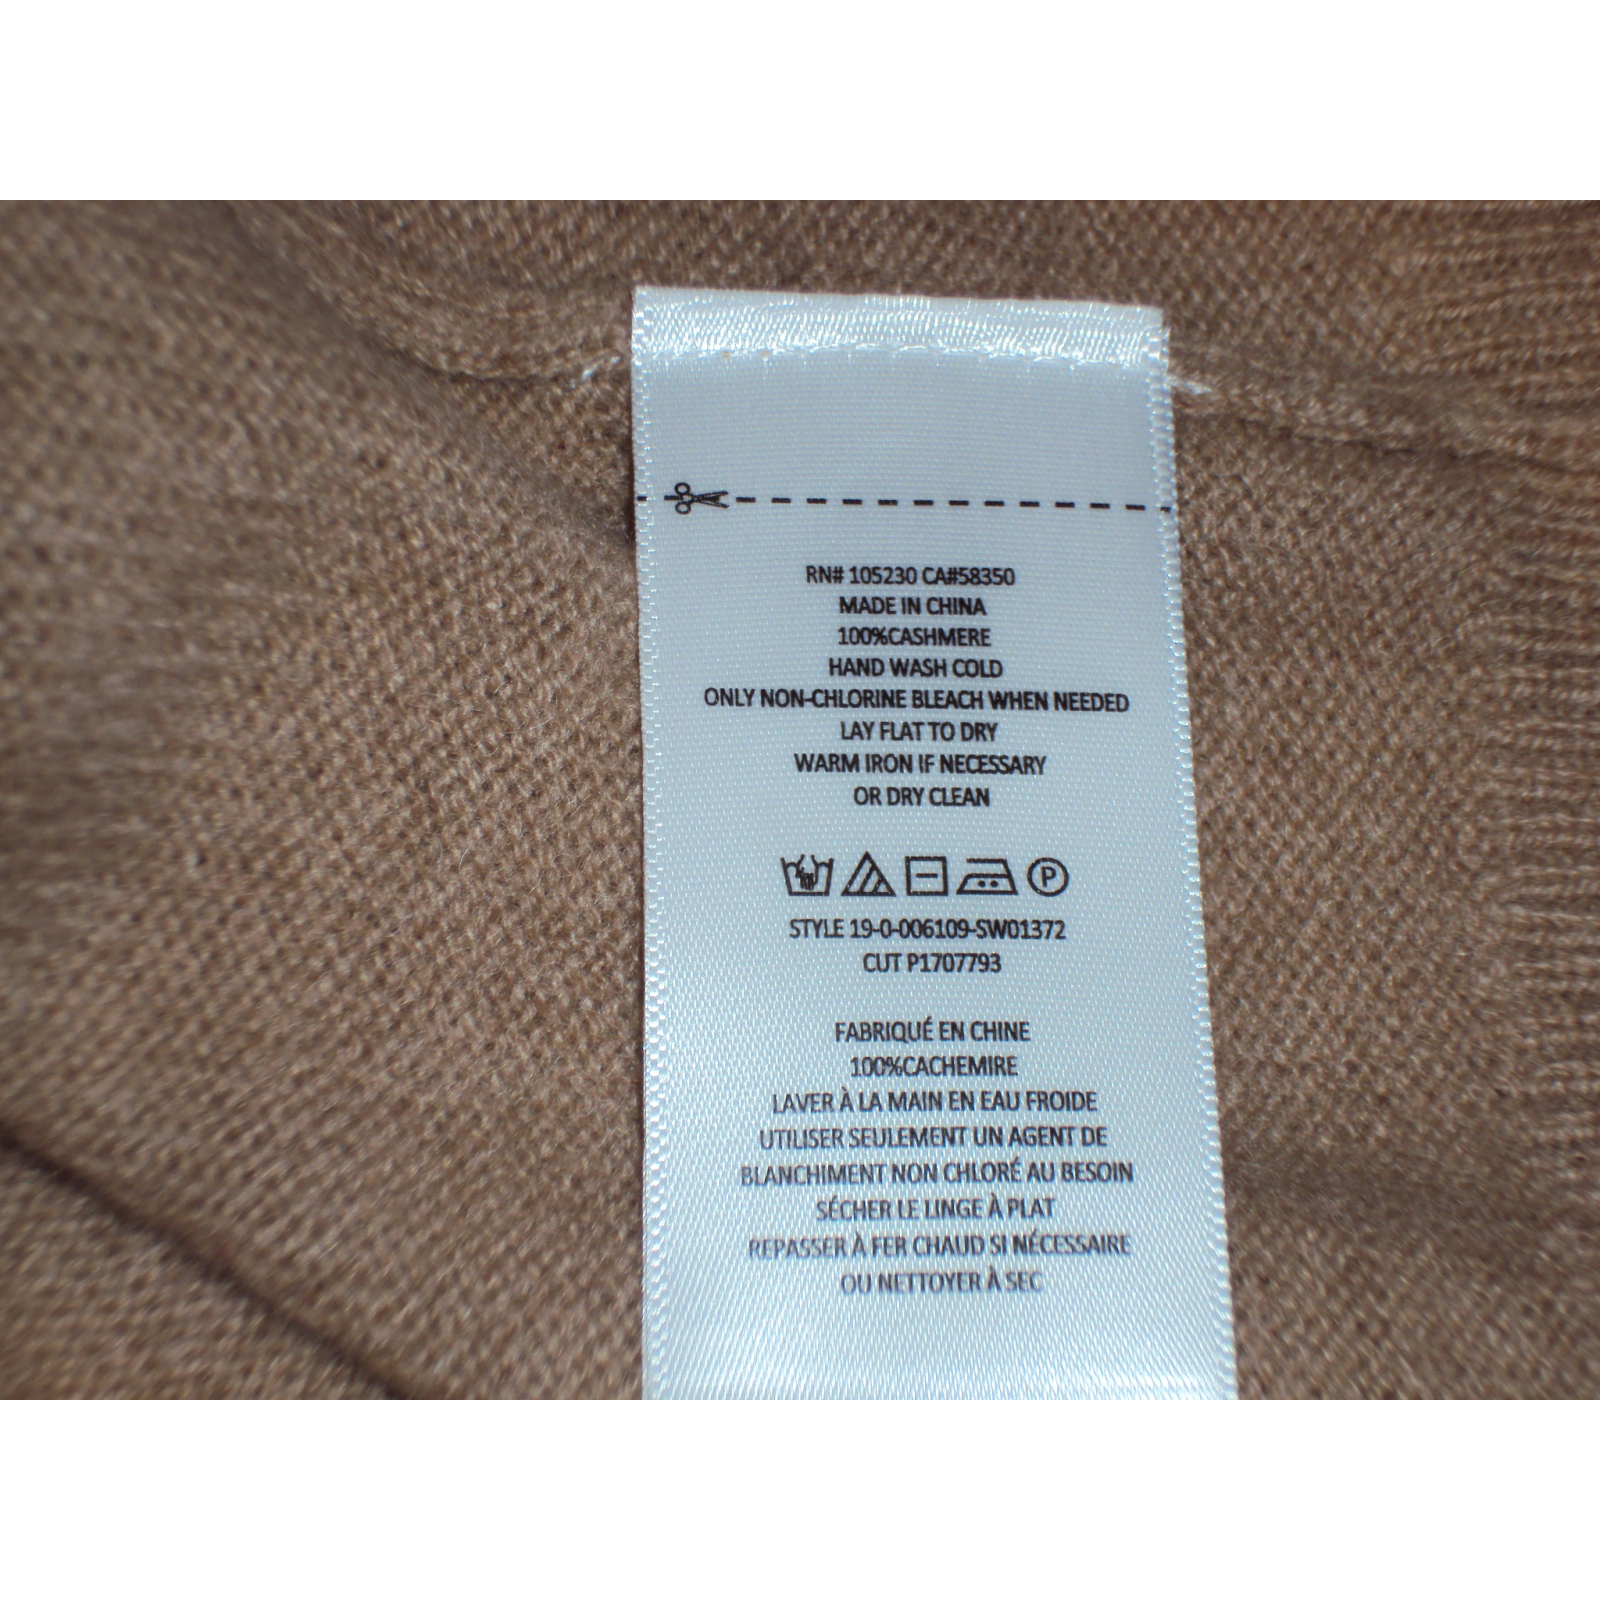 RN# 105230 CA#58350
MADE IN CHINA
100%CASHMERE
HAND WASH COLD
ONLY NON-CHLORINE BLEACH WHEN NEEDED
LAY FLAT TO DRY
WARM IRON IF NECESSARY
OR DRY CLEAN
P
STYLE 19-0-006109-SW01372
CUT P1707793
FABRIQUÉ EN CHINE
100%CACHEMIRE
LAVER À LA MAIN EN EAU FROIDE
UTILISER SEULEMENT UN AGENT DE
BLANCHIMENT NON CHLORÉ AU BESOIN
SÉCHER LE LINGE À PLAT
REPASSER À FER CHAUD SI NÉCESSAIRE
OU NETTOYER À SEC